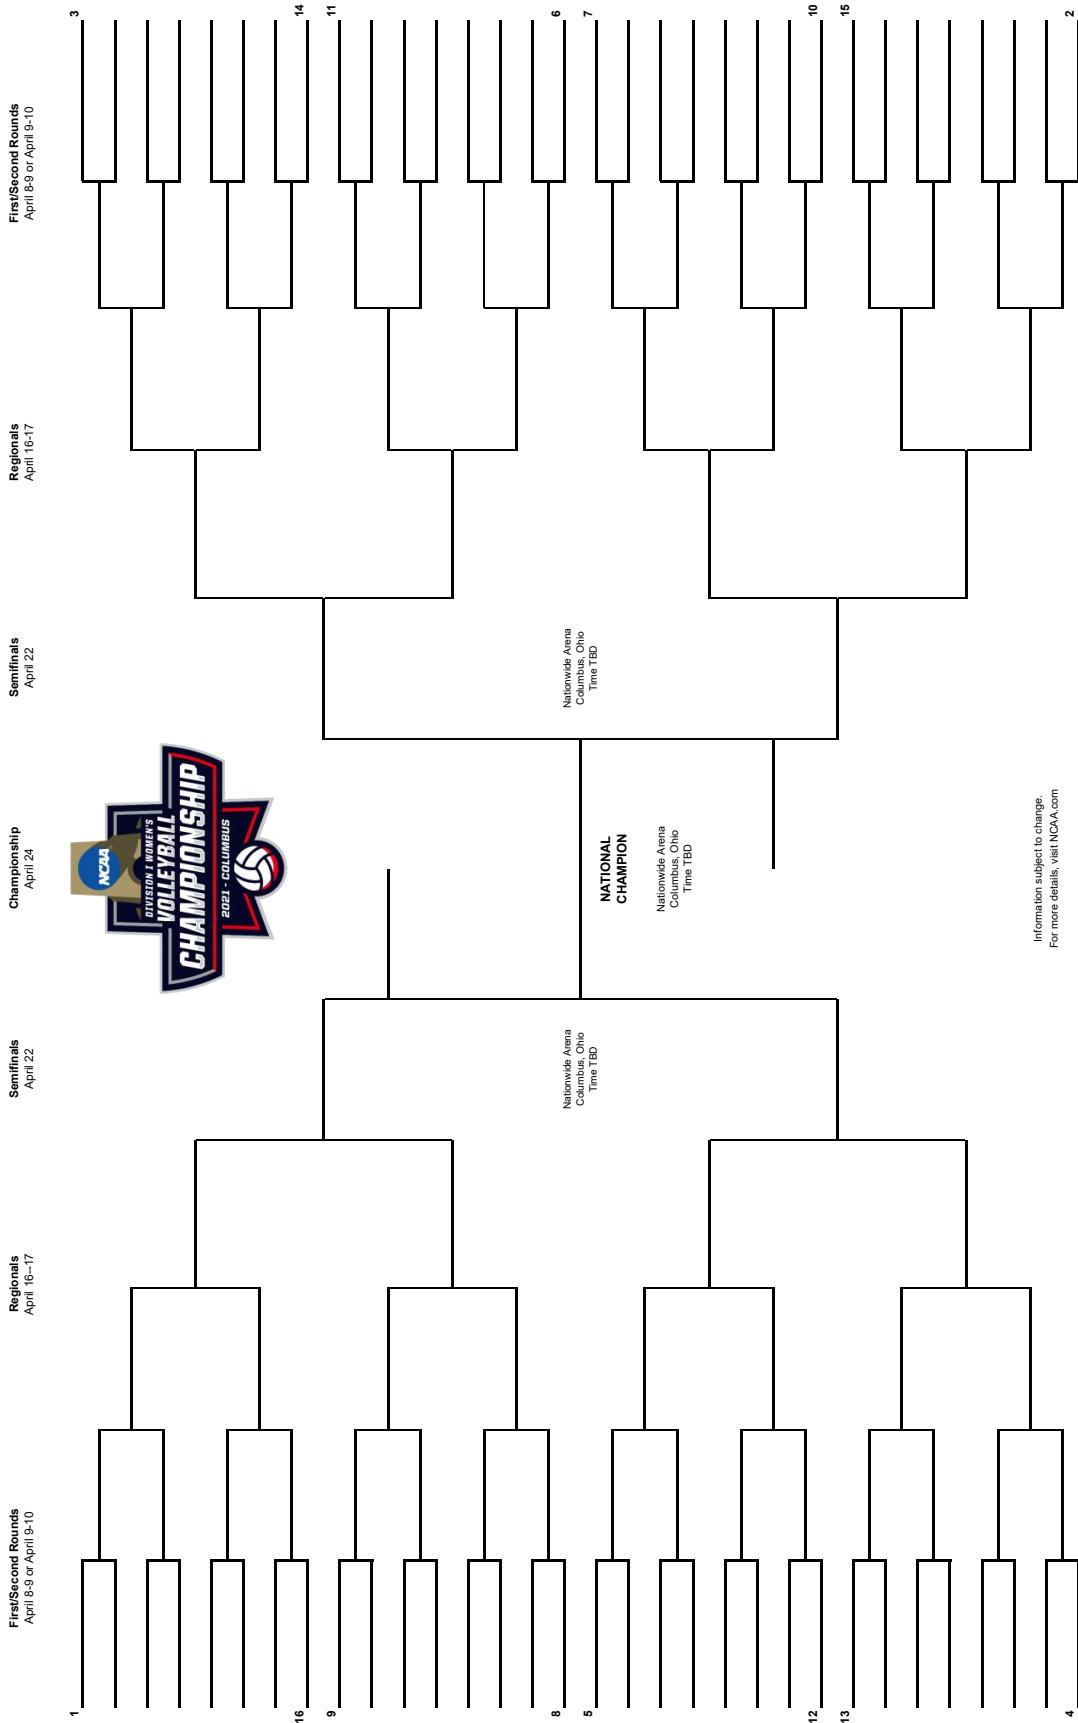 First/Second Rounds
April 8-9 or April 9-10
Regionals
April 16--17
Semifinals
April 22
Championship
April 24
Semifinals
April 22
Regionals
April 16-17
First/Second Rounds
April 8-9 or April 9-10
1
16
9
8
5
12
13
4
NCAA
DIVISION I WOMEN'S
VOLLEYBALL
CHAMPIONSHIP
2021 - COLUMBUS
Nationwide Arena
Columbus, Ohio
Time TBD
NATIONAL
CHAMPION
Nationwide Arena
Columbus, Ohio
Time TBD
Nationwide Arena
Columbus, Ohio
Time TBD
3
14
11
6
7
10
15
2
Information subject to change.
For more details, visit NCAA.com